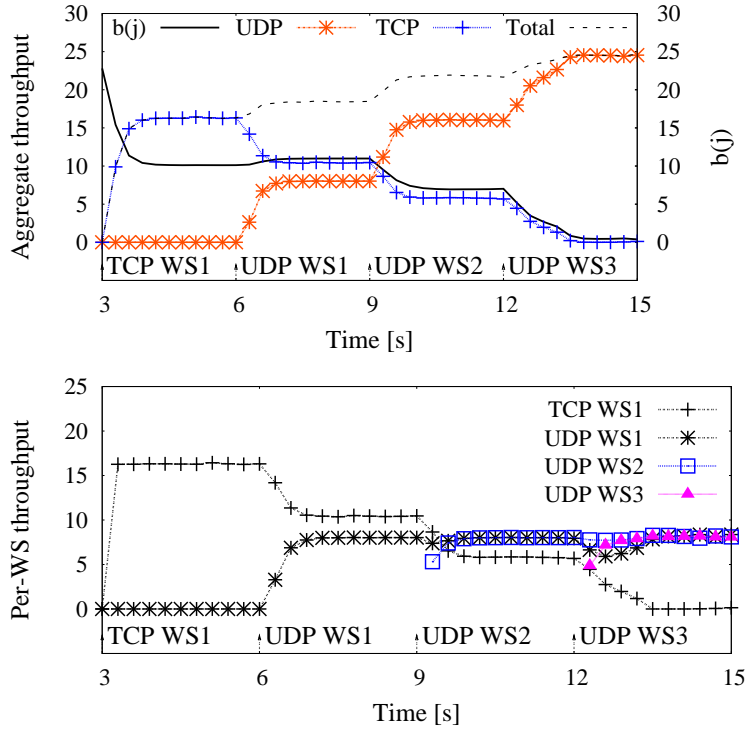 b(j) UDP TCP Total
30 30
25 25
20 20
15 15
10 10
5 5
0 0
Aggregate throughput
b(j)
TCP WS1 UDP WS1 UDP WS2 UDP WS3
3 6 9 12 15
Time [s]
25
20
15
10
5
0
Per-WS throughput
TCP WS1
UDP WS1
UDP WS2
UDP WS3
TCP WS1 UDP WS1 UDP WS2 UDP WS3
3 6 9 12 15
Time [s]